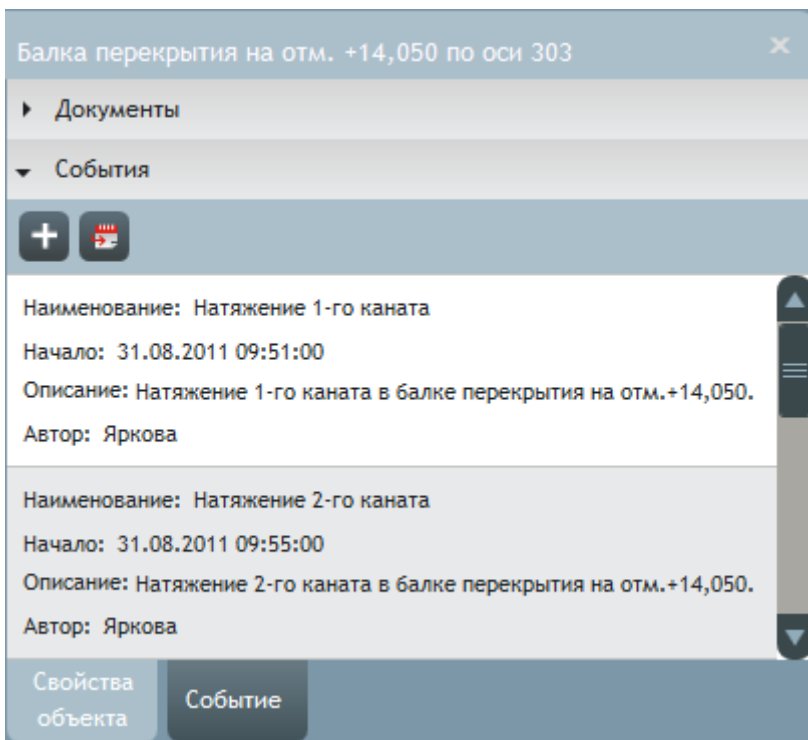 Балка перекрытия на отм. +14,050 по оси 303
Документы
События
Наименование: Натяжение 1-го каната
Начало: 31.08.2011 09:51:00
Описание: Натяжение 1-го каната в балке перекрытия на отм.+14,050.
Автор: Яркова
Наименование: Натяжение 2-го каната
Начало: 31.08.2011 09:55:00
Описание: Натяжение 2-го каната в балке перекрытия на отм.+14,050.
Автор: Яркова
Свойства
объекта
Событие